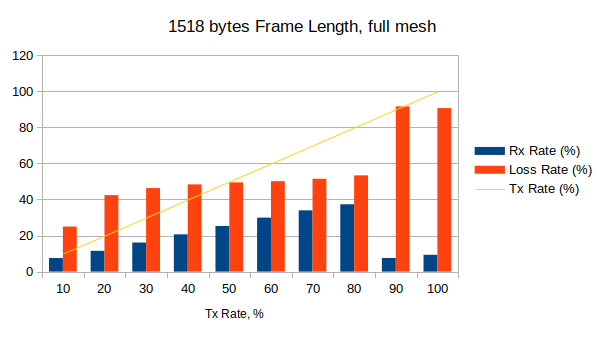 1518 bytes Frame Length, full mesh
120
100
80
60
40
20
0
10 20 30 40 50 60 70 80 90 100
Tx Rate, %
Rx Rate (%)
Loss Rate (%)
Tx Rate (%)